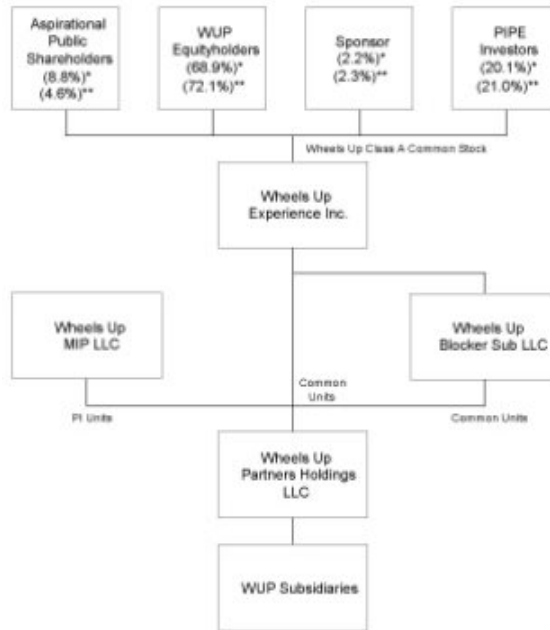 Aspirational
Public
Shareholders
(8.8%)*
(4.6%)**
WUP
Equityholders
(68.9%)*
(72.1%)**
Sponsor
(2.2%)*
(2.3%)**
PIPE
Investors
(20.1%)*
(21.0%)**
Wheels Up Class A Common Stock
Wheels Up
Experience Inc.
Wheels Up
MIP LLC
Wheels Up
Blocker Sub LLC
Common
Units
PI Units
Common Units
Wheels Up
Partners Holdings
LLC
WUP Subsidiaries